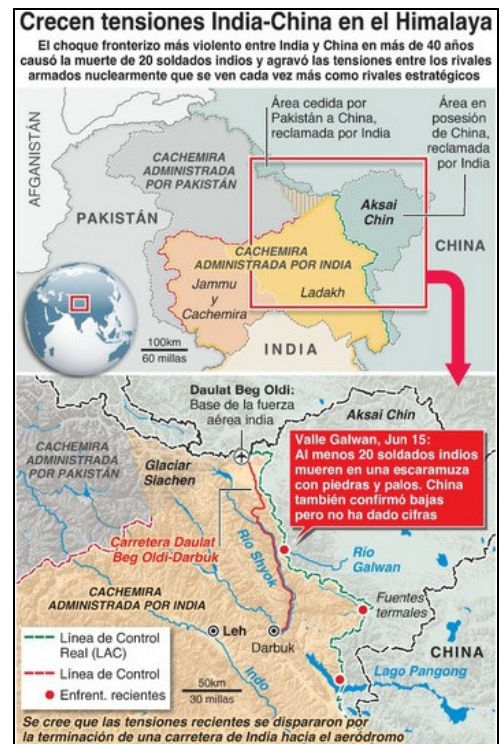 Crecen tensiones India-China en el Himalaya
El choque fronterizo más violento entre India y China en más de 40 años
causó la muerte de 20 soldados indios y agravó las tensiones entre los rivales
armados nuclearmente que se ven cada vez más como rivales estratégicos
AFGANISTÁN
CACHEMIRA
ADMINISTRADA
POR PAKISTÁN
PAKISTÁN
Área cedida por
Pakistán a China,
reclamada por India
Área en
posesión
de China,
reclamada
por India
Aksai
Chin
CHINA
CACHEMIRA
ADMINISTRADA POR INDIA
Jammu
y
Cachemira
Ladakh
100km
60 millas
INDIA
Daulat Beg Oldi:
Base de la fuerza
aérea india
Aksai Chin
CACHEMIRA
ADMINISTRADA
POR PAKISTÁN
Glaciar
Siachen
Valle Galwan, Jun 15:
Al menos 20 soldados indios
mueren en una escaramuza
con piedras y palos. China
también confirmó bajas
pero no ha dado cifras
Carretera Daulat
Beg Oldi-Darbuk
Río Shyok
Río
Galwan
CACHEMIRA
ADMINISTRADA POR INDIA
Fuentes
termales
Línea de Control
Real (LAC)
Línea de Control
Enfrent. recientes
Leh
Darbuk
CHINA
Indo
50km
30 millas
Lago Pangong
Se cree que las tensiones recientes se dispararon por
la terminación de una carretera de India hacia el aeródromo